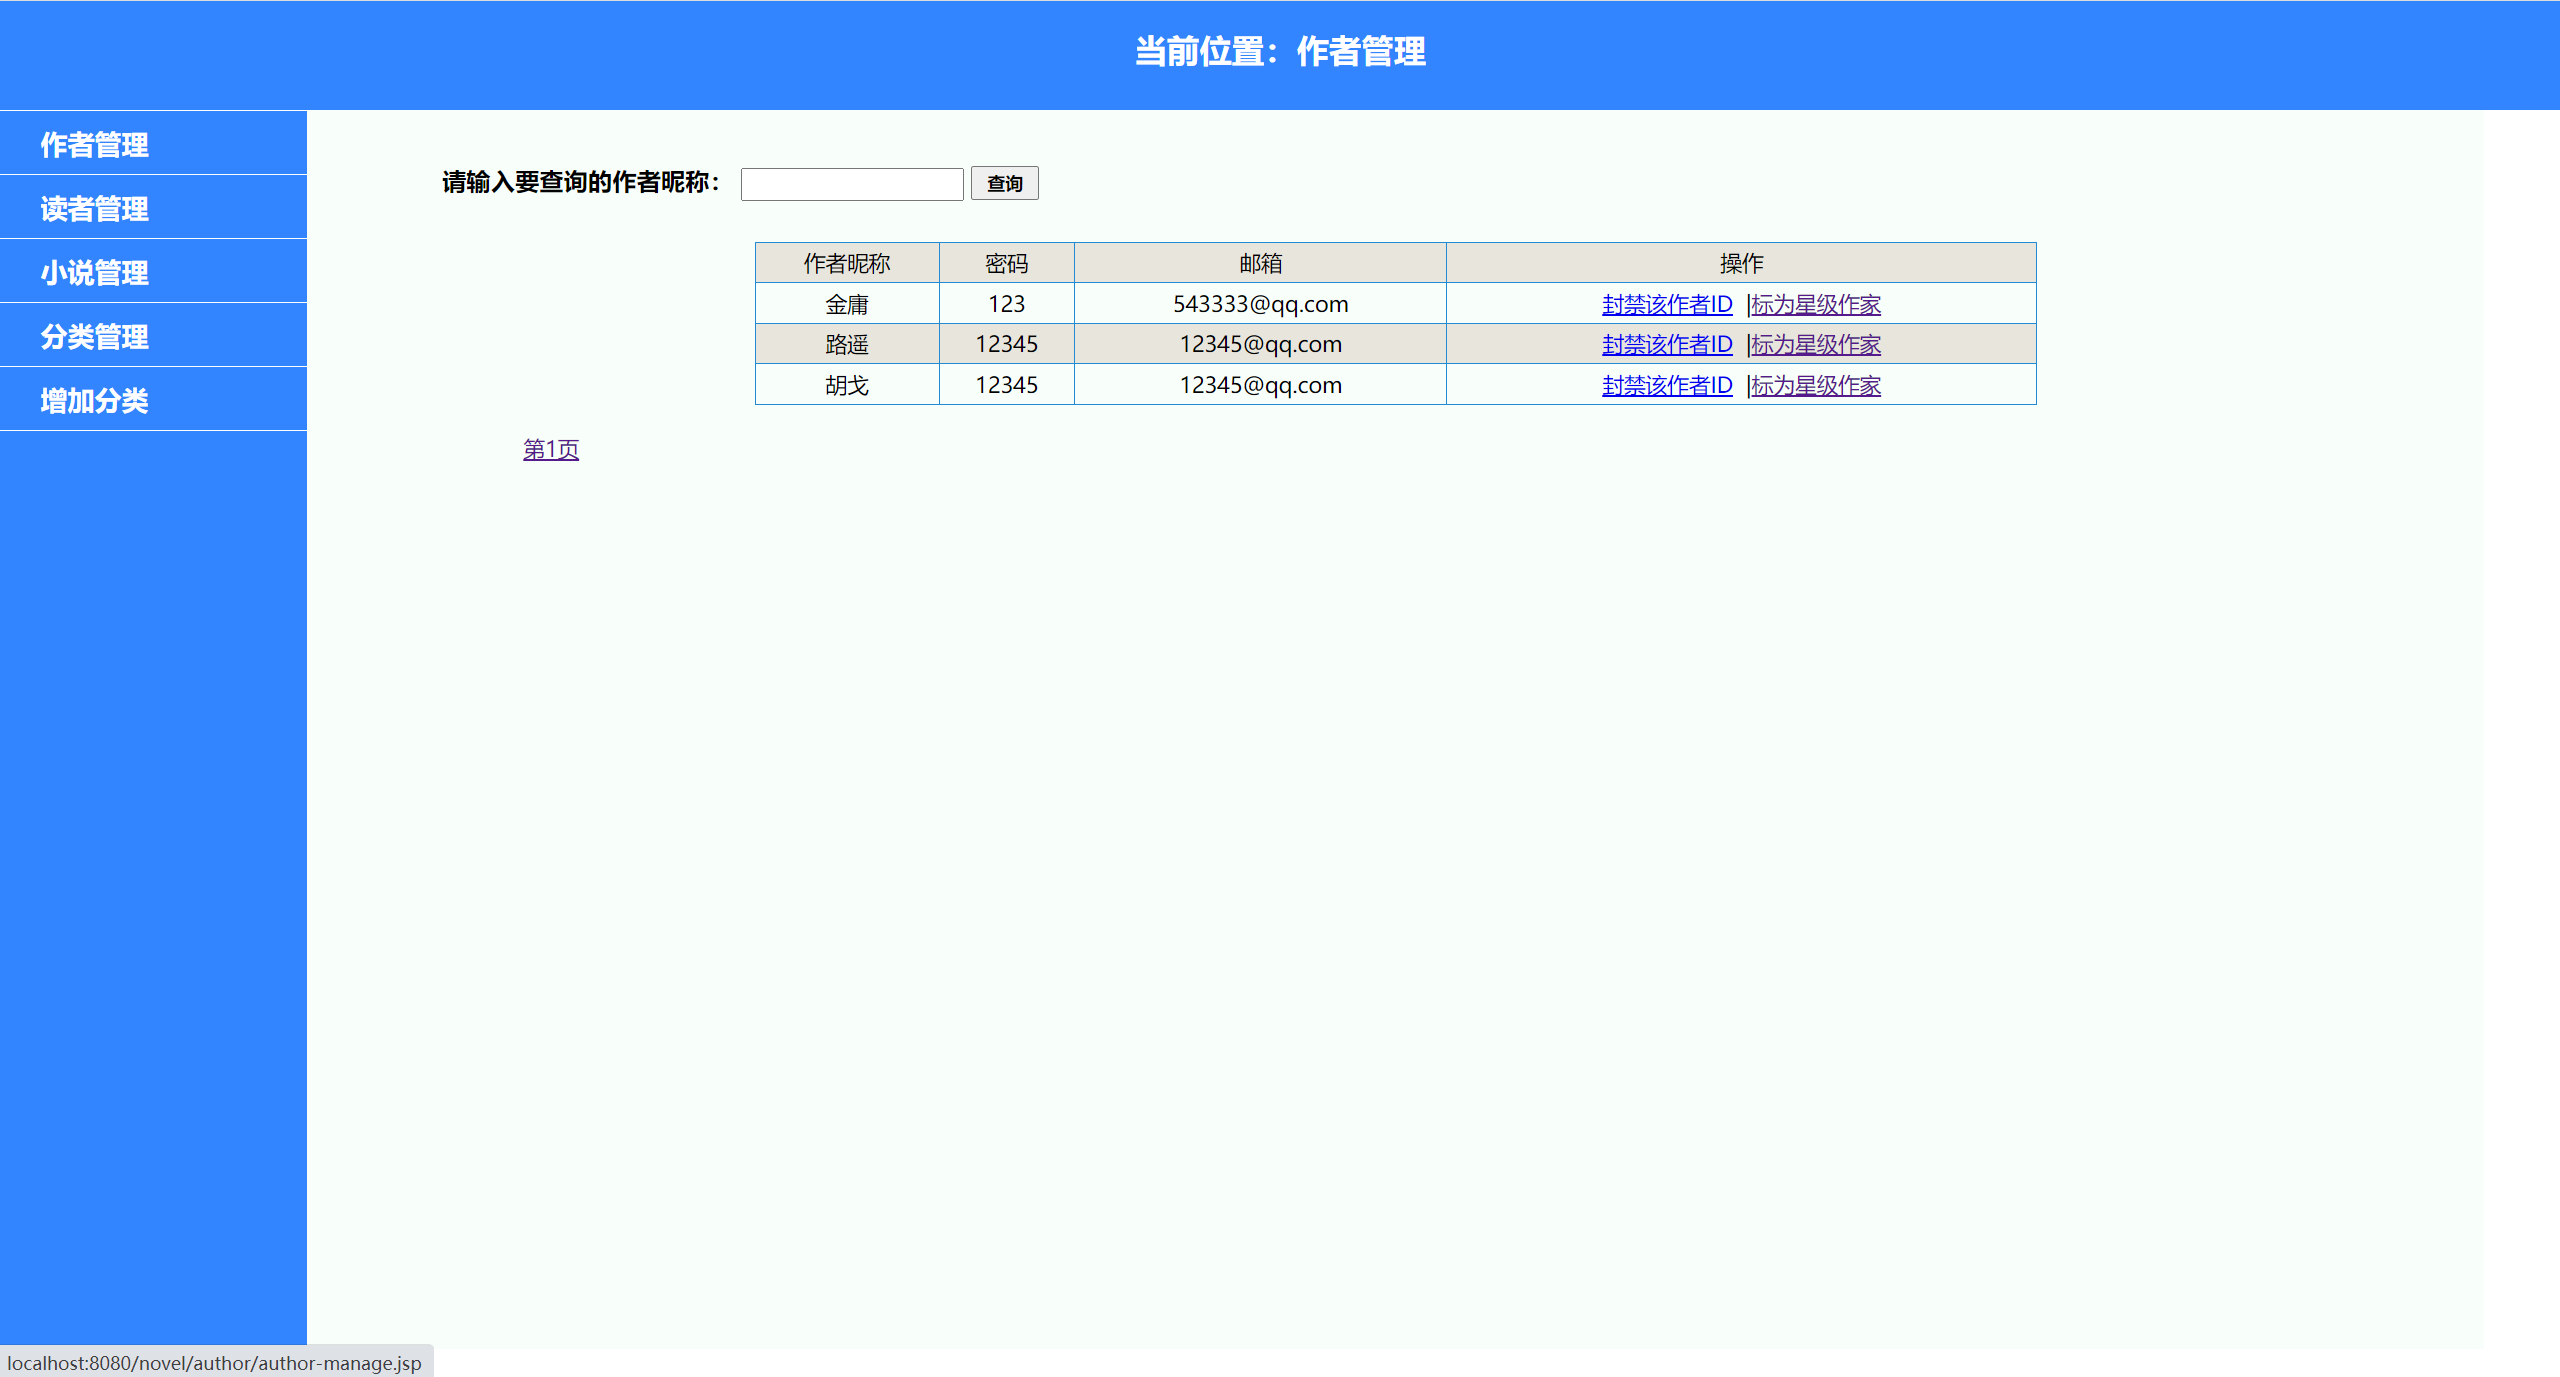 当前位置：作者管理
作者管理
读者管理
小说管理
分类管理
增加分类
请输入要查询的作者昵称： 查询
作者昵称 密码 邮箱 操作
金庸 123 543333@qq.com 封禁该作者ID |标为星级作家
路遥 12345 12345@qq.com 封禁该作者ID |标为星级作家
胡戈 12345 12345@qq.com 封禁该作者ID |标为星级作家
第1页
localhost:8080/novel/author/author-manage.jsp